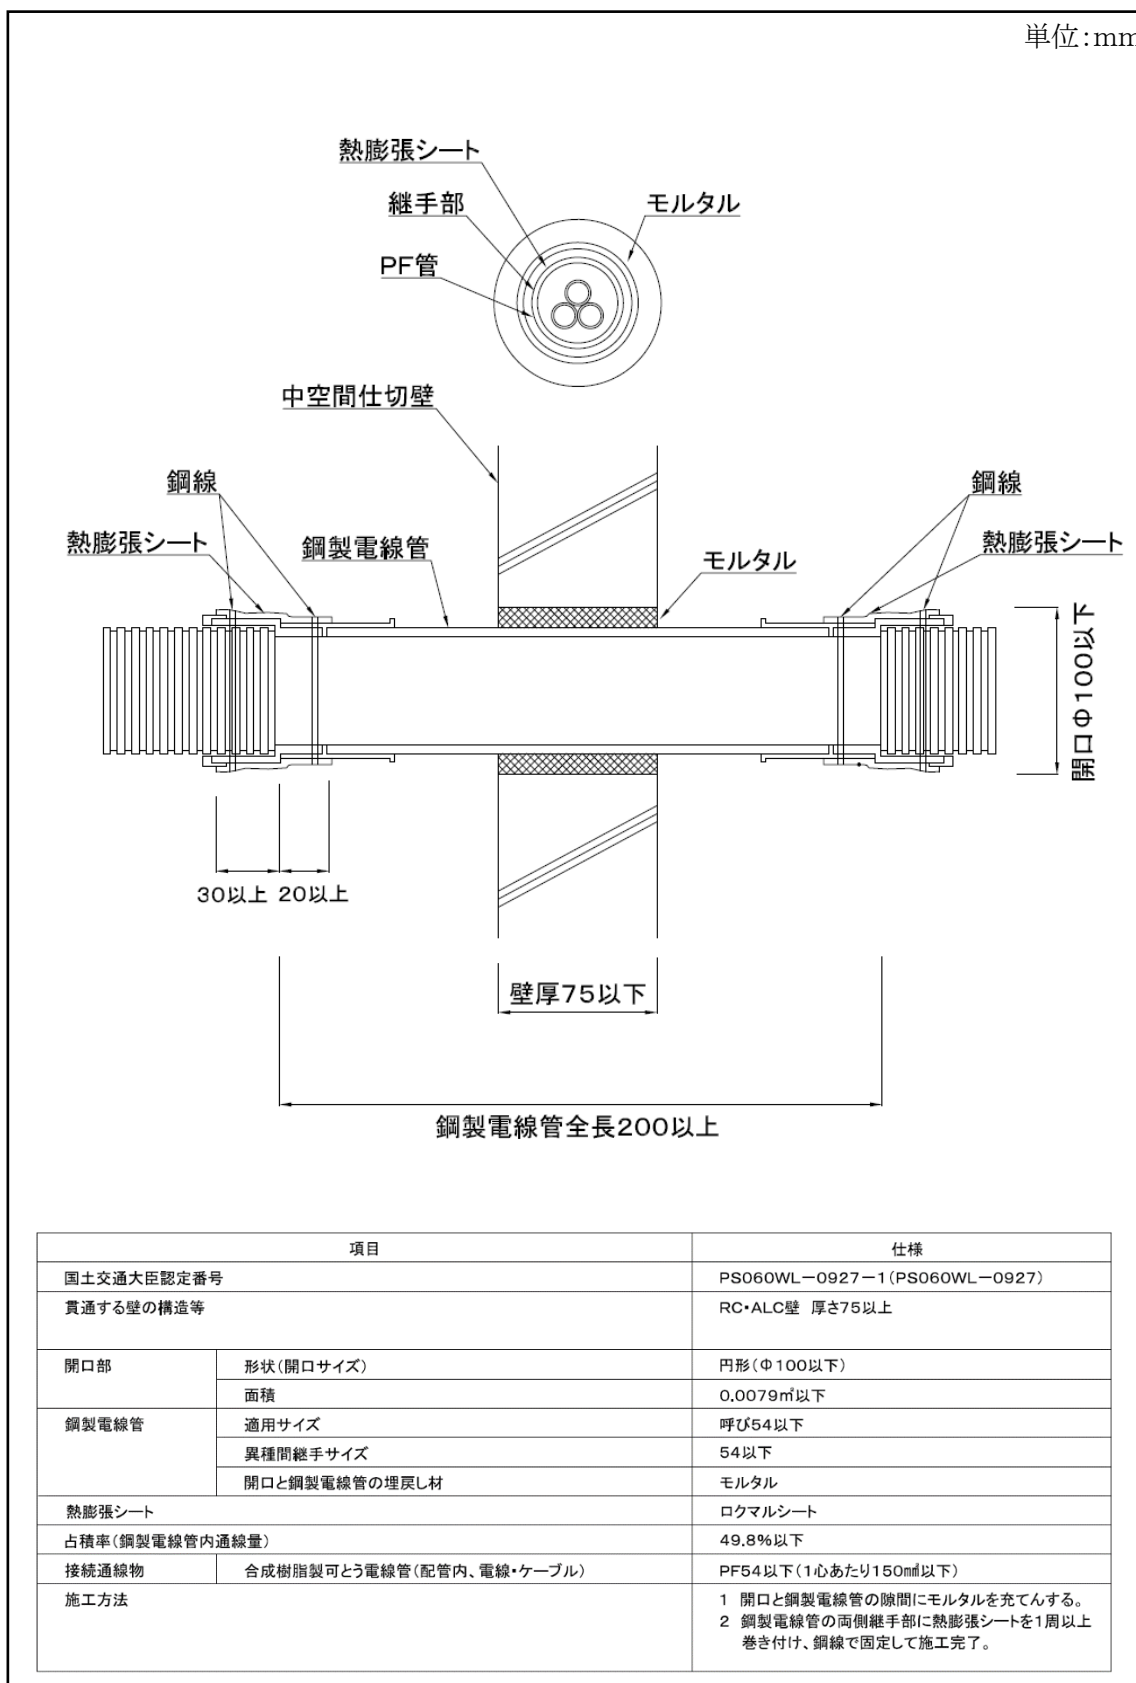 単位:mm
熱膨張シート
継手部
モルタル
PF管
中空間仕切壁
鋼線
鋼線
熱膨張シート
鋼製電線管
モルタル
熱膨張シート
開口Φ100以下
30以上 20以上
壁厚75以下
鋼製電線管全長200以上
項目 仕様
国土交通大臣認定番号 PS060WL－0927－1(PS060WL－0927)
貫通する壁の構造等 RC・ALC壁 厚さ75以上
開口部 形状(開口サイズ) 円形(Φ100以下)
面積 0.0079㎡以下
鋼製電線管 適用サイズ 呼び54以下
異種間継手サイズ 54以下
開口と鋼製電線管の埋戻し材 モルタル
熱膨張シート ロクマルシート
占積率(鋼製電線管内通線量) 49.8%以下
接続通線物 合成樹脂製可とう電線管(配管内、電線・ケーブル) PF54以下(1心あたり150㎟以下)
施工方法 1 開口と鋼製電線管の隙間にモルタルを充てんする。
2 鋼製電線管の両側継手部に熱膨張シートを1周以上
巻き付け、鋼線で固定して施工完了。